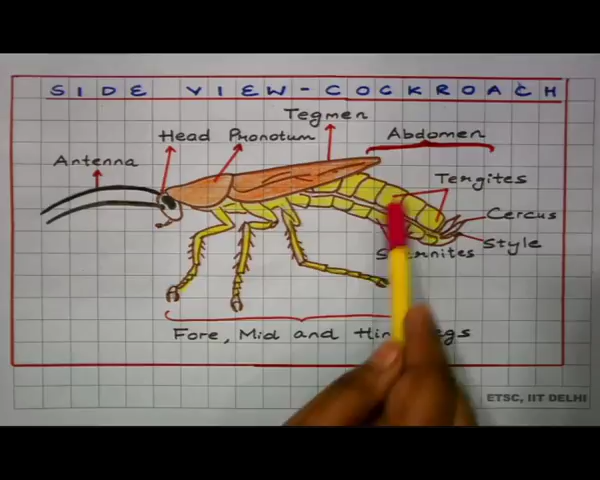 SIDE VIEW - COCKROACH
Tegmen
Head Pronotum Abdomen
Antenna
Tergites
Cercus
Style
Fore, Mid and
ETSC, IIT DELHI